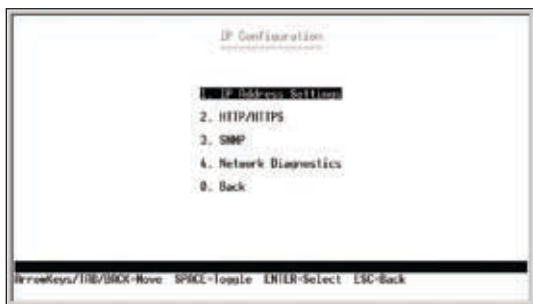 IP Configuration
1. IP Address Settings
2. HTTP/HTTPS
3. SNMP
4. Network Diagnostics
0. Back
ArrowKeys/TAB/BACK=Move SPACE=Toggle ENTER=Select ESC=Back